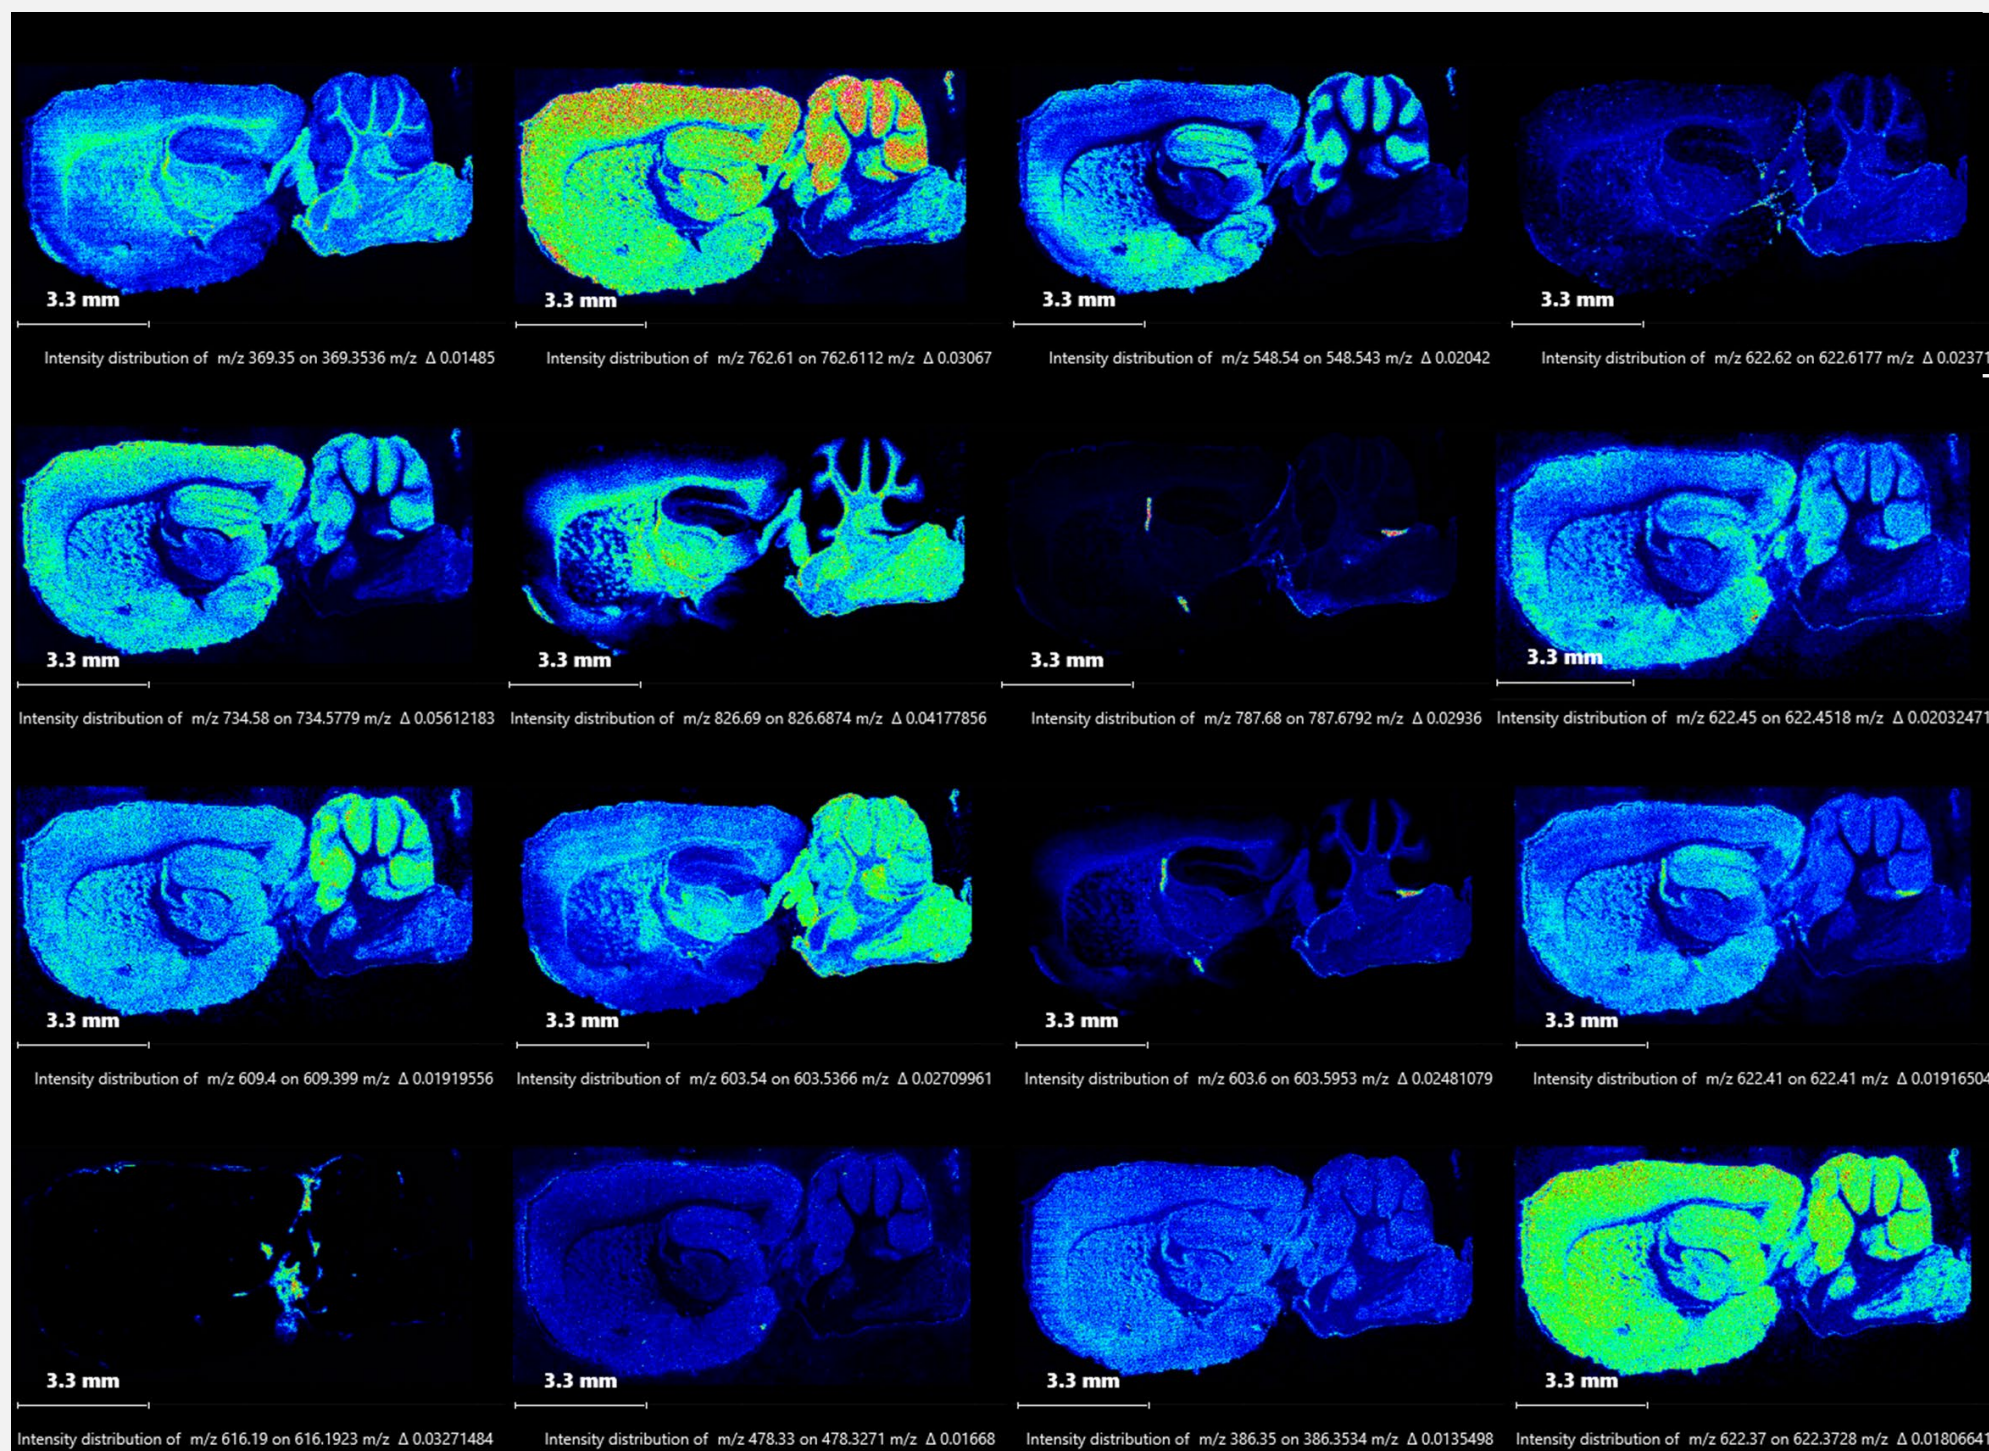 3.3 mm 3.3 mm 3.3 mm 3.3 mm
Intensity distribution of m/z 369.35 on 369.3536 m/z Δ 0.01485 Intensity distribution of m/z 762.61 on 762.6112 m/z Δ 0.03067 Intensity distribution of m/z 548.54 on 548.543 m/z Δ 0.02042 Intensity distribution of m/z 622.62 on 622.6177 m/z Δ 0.02371
3.3 mm 3.3 mm 3.3 mm 3.3 mm
Intensity distribution of m/z 734.58 on 734.5779 m/z Δ 0.05612183 Intensity distribution of m/z 826.69 on 826.6874 m/z Δ 0.04177856 Intensity distribution of m/z 787.68 on 787.6792 m/z Δ 0.02936 Intensity distribution of m/z 622.45 on 622.4518 m/z Δ 0.02032471
3.3 mm 3.3 mm 3.3 mm 3.3 mm
Intensity distribution of m/z 609.4 on 609.399 m/z Δ 0.01919556 Intensity distribution of m/z 603.54 on 603.5366 m/z Δ 0.02709961 Intensity distribution of m/z 603.6 on 603.5953 m/z Δ 0.02481079 Intensity distribution of m/z 622.41 on 622.41 m/z Δ 0.01916504
3.3 mm 3.3 mm 3.3 mm 3.3 mm
Intensity distribution of m/z 616.19 on 616.1923 m/z Δ 0.03271484 Intensity distribution of m/z 478.33 on 478.3271 m/z Δ 0.01668 Intensity distribution of m/z 386.35 on 386.3534 m/z Δ 0.0135498 Intensity distribution of m/z 622.37 on 622.3728 m/z Δ 0.01806641